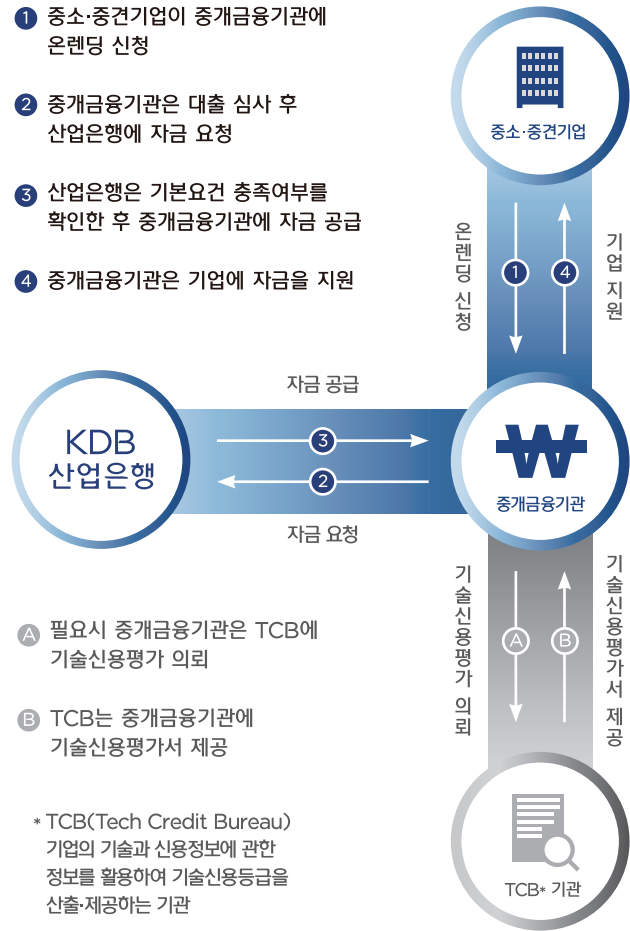 1 중소·중견기업이 중개금융기관에
온렌딩 신청
2 중개금융기관은 대출 심사 후
산업은행에 자금 요청
3 산업은행은 기본요건 충족여부를
확인한 후 중개금융기관에 자금 공급
4 중개금융기관은 기업에 자금을 지원
중소·중견기업
온렌딩 신청
1
4
기업 지원
자금 공급
KDB
산업은행
3
2
자금 요청
₩
중개금융기관
기술신용평가 의뢰
A
B
기술신용평가서 제공
A 필요시 중개금융기관은 TCB에
기술신용평가 의뢰
B TCB는 중개금융기관에
기술신용평가서 제공
* TCB(Tech Credit Bureau)
기업의 기술과 신용정보에 관한
정보를 활용하여 기술신용등급을
산출·제공하는 기관
TCB* 기관